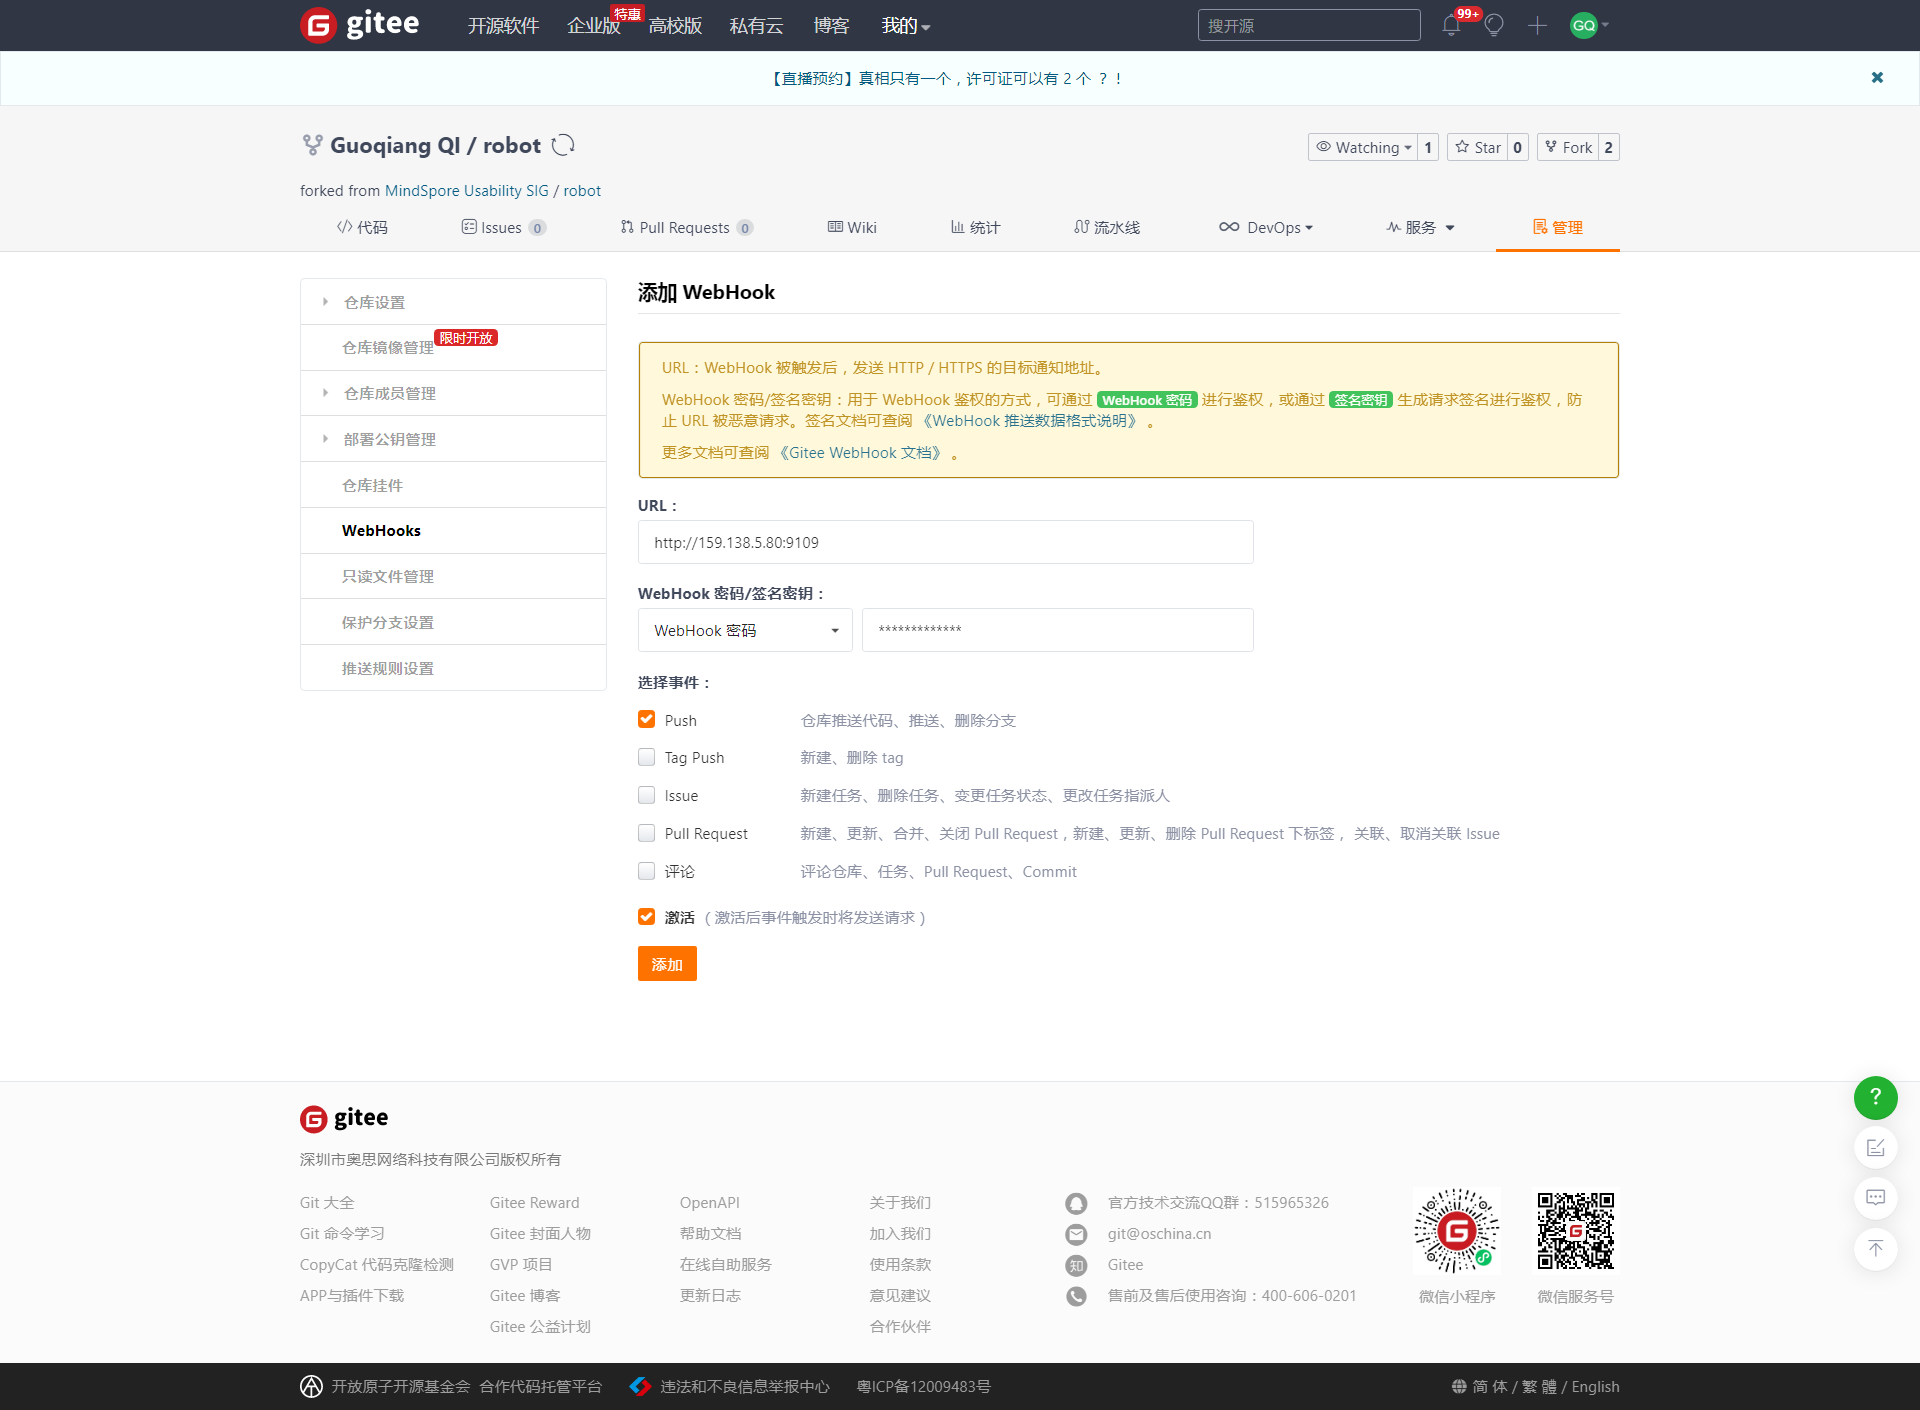 gitee
开源软件 企业版 特惠 高校版 私有云 博客 我的
搜开源
99+
GQ
【直播预约】真相只有一个，许可证可以有 2 个 ？！
Guoqiang QI / robot
Watching 1 Star 0 Fork 2
forked from MindSpore Usability SIG / robot
代码 Issues 0 Pull Requests 0 Wiki 统计 流水线 DevOps 服务 管理
仓库设置
仓库镜像管理 限时开放
仓库成员管理
部署公钥管理
仓库挂件
WebHooks
只读文件管理
保护分支设置
推送规则设置
添加 WebHook
URL：WebHook 被触发后，发送 HTTP / HTTPS 的目标通知地址。
WebHook 密码/签名密钥：用于 WebHook 鉴权的方式，可通过 WebHook 密码 进行鉴权，或通过 签名密钥 生成请求签名进行鉴权，防
止 URL 被恶意请求。签名文档可查阅 《WebHook 推送数据格式说明》 。
更多文档可查阅 《Gitee WebHook 文档》 。
URL：
http://159.138.5.80:9109
WebHook 密码/签名密钥：
WebHook 密码 *************
选择事件：
Push 仓库推送代码、推送、删除分支
Tag Push 新建、删除 tag
Issue 新建任务、删除任务、变更任务状态、更改任务指派人
Pull Request 新建、更新、合并、关闭 Pull Request，新建、更新、删除 Pull Request 下标签， 关联、取消关联 Issue
评论 评论仓库、任务、Pull Request、Commit
激活 （激活后事件触发时将发送请求）
添加
?
gitee
深圳市奥思网络科技有限公司版权所有
Git 大全 Gitee Reward OpenAPI 关于我们 官方技术交流QQ群：515965326
Git 命令学习 Gitee 封面人物 帮助文档 加入我们 git@oschina.cn
CopyCat 代码克隆检测 GVP 项目 在线自助服务 使用条款 知 Gitee
APP与插件下载 Gitee 博客 更新日志 意见建议 售前及售后使用咨询：400-606-0201 微信小程序 微信服务号
Gitee 公益计划 合作伙伴
开放原子开源基金会 合作代码托管平台 违法和不良信息举报中心 粤ICP备12009483号 简 体 / 繁 體 / English